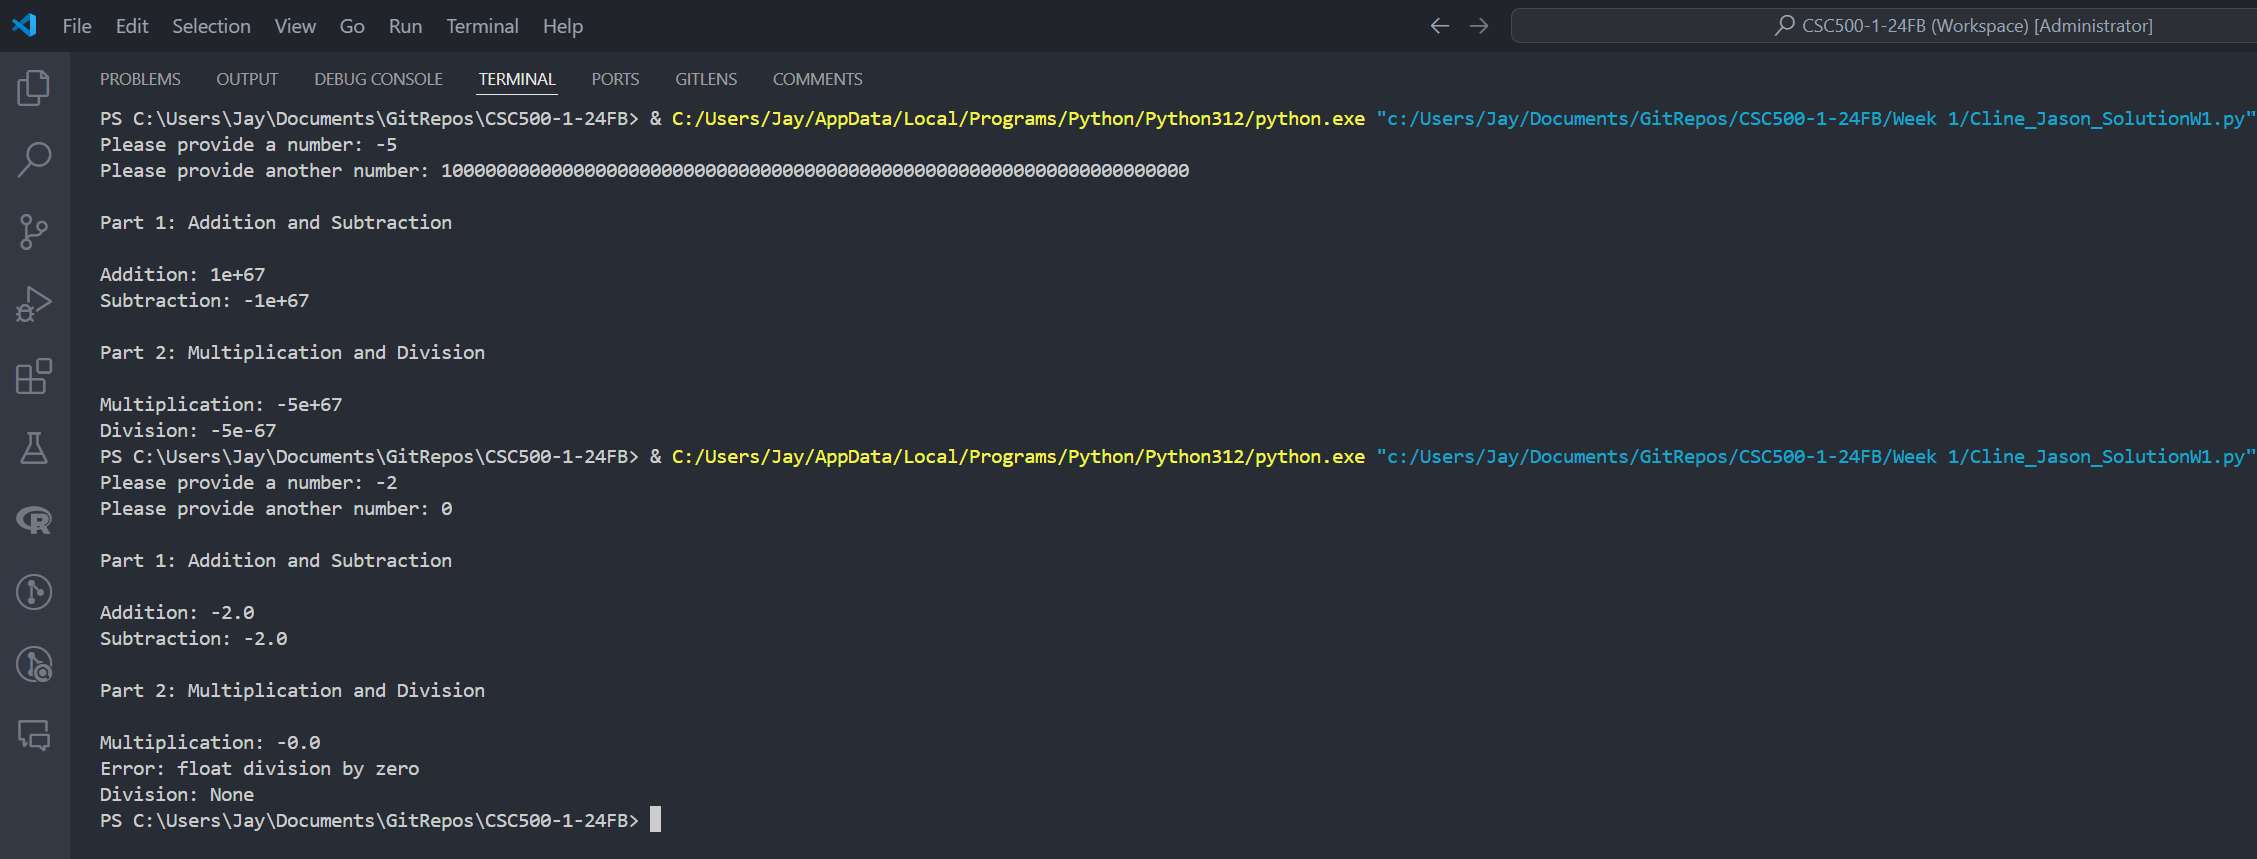 File Edit Selection View Go Run Terminal Help
CSC500-1-24FB (Workspace) [Administrator]
PROBLEMS OUTPUT DEBUG CONSOLE TERMINAL PORTS GITLENS COMMENTS
PS C:\Users\Jay\Documents\GitRepos\CSC500-1-24FB> & C:/Users/Jay/AppData/Local/Programs/Python/Python312/python.exe "c:/Users/Jay/Documents/GitRepos/CSC500-1-24FB/Week 1/Cline_Jason_SolutionW1.py"
Please provide a number: -5
Please provide another number: 10000000000000000000000000000000000000000000000000000000000000000000
Part 1: Addition and Subtraction
Addition: 1e+67
Subtraction: -1e+67
Part 2: Multiplication and Division
Multiplication: -5e+67
Division: -5e-67
PS C:\Users\Jay\Documents\GitRepos\CSC500-1-24FB> & C:/Users/Jay/AppData/Local/Programs/Python/Python312/python.exe "c:/Users/Jay/Documents/GitRepos/CSC500-1-24FB/Week 1/Cline_Jason_SolutionW1.py"
Please provide a number: -2
Please provide another number: 0
Part 1: Addition and Subtraction
Addition: -2.0
Subtraction: -2.0
Part 2: Multiplication and Division
Multiplication: -0.0
Error: float division by zero
Division: None
PS C:\Users\Jay\Documents\GitRepos\CSC500-1-24FB>